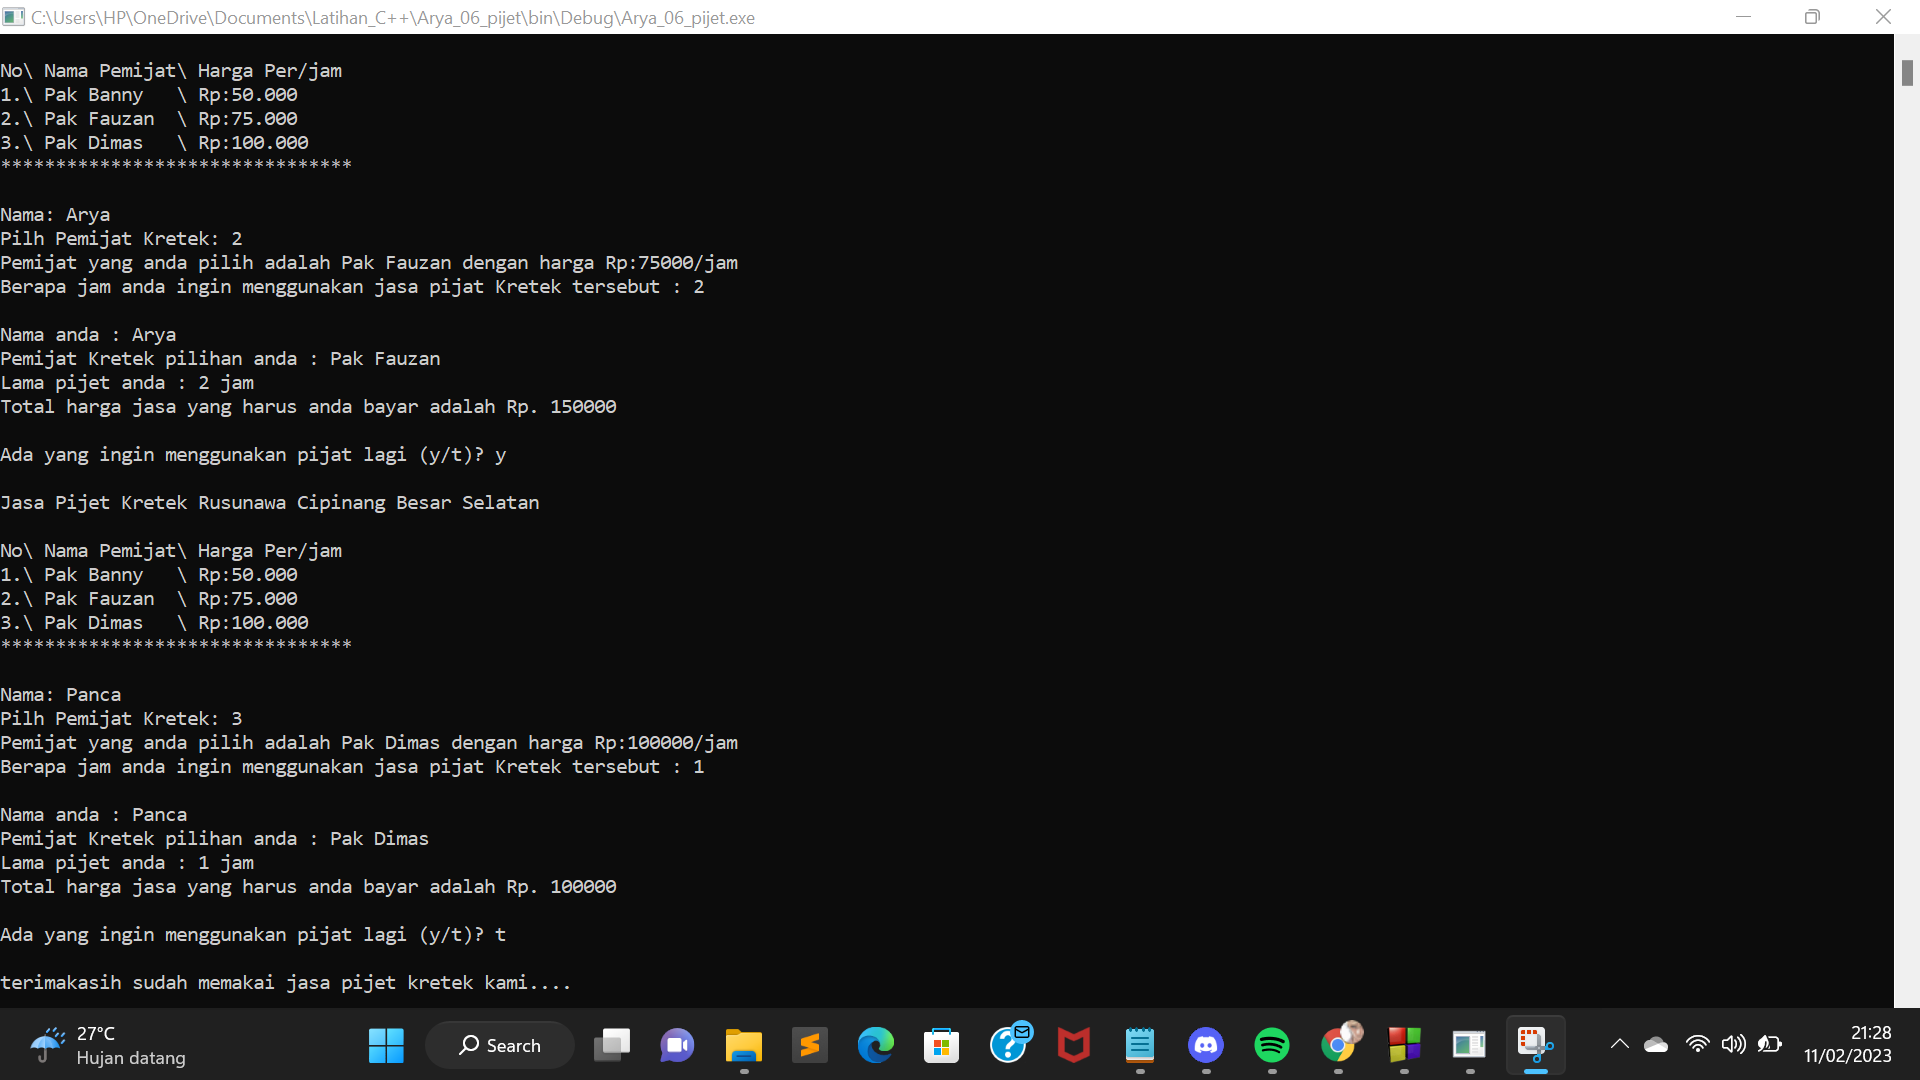 C:\Users\HP\OneDrive\Documents\Latihan_C++\Arya_06_pijet\bin\Debug\Arya_06_pijet.exe
No\ Nama Pemijat\ Harga Per/jam
1.\ Pak Banny   \ Rp:50.000
2.\ Pak Fauzan  \ Rp:75.000
3.\ Pak Dimas   \ Rp:100.000
********************************
Nama: Arya
Pilh Pemijat Kretek: 2
Pemijat yang anda pilih adalah Pak Fauzan dengan harga Rp:75000/jam
Berapa jam anda ingin menggunakan jasa pijat Kretek tersebut : 2
Nama anda : Arya
Pemijat Kretek pilihan anda : Pak Fauzan
Lama pijet anda : 2 jam
Total harga jasa yang harus anda bayar adalah Rp. 150000
Ada yang ingin menggunakan pijat lagi (y/t)? y
Jasa Pijet Kretek Rusunawa Cipinang Besar Selatan
No\ Nama Pemijat\ Harga Per/jam
1.\ Pak Banny   \ Rp:50.000
2.\ Pak Fauzan  \ Rp:75.000
3.\ Pak Dimas   \ Rp:100.000
********************************
Nama: Panca
Pilh Pemijat Kretek: 3
Pemijat yang anda pilih adalah Pak Dimas dengan harga Rp:100000/jam
Berapa jam anda ingin menggunakan jasa pijat Kretek tersebut : 1
Nama anda : Panca
Pemijat Kretek pilihan anda : Pak Dimas
Lama pijet anda : 1 jam
Total harga jasa yang harus anda bayar adalah Rp. 100000
Ada yang ingin menggunakan pijat lagi (y/t)? t
terimakasih sudah memakai jasa pijet kretek kami....
27°C
Hujan datang
Search
21:28
11/02/2023